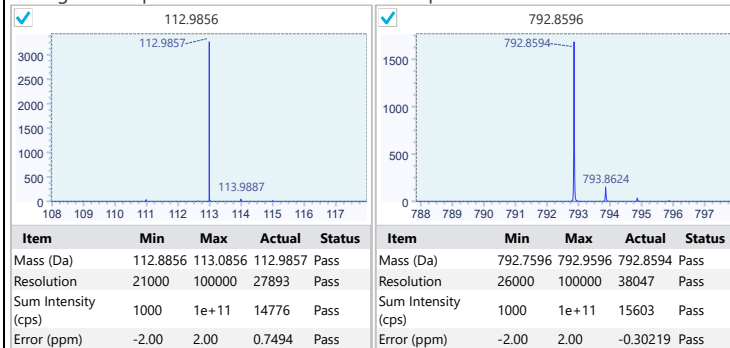 112.9856
112.9857
3000
2500
2000
1500
1000
500
0
113.9887
108 109 110 111 112 113 114 115 116 117
Item Min Max Actual Status
Mass (Da) 112.8856 113.0856 112.9857 Pass
Resolution 21000 100000 27893 Pass
Sum Intensity
(cps) 1000 1e+11 14776 Pass
Error (ppm) -2.00 2.00 0.7494 Pass
792.8596
792.8594
1500
1000
500
0
793.8624
788 789 790 791 792 793 794 795 796 797
Item Min Max Actual Status
Mass (Da) 792.7596 792.9596 792.8594 Pass
Resolution 26000 100000 38047 Pass
Sum Intensity
(cps) 1000 1e+11 15603 Pass
Error (ppm) -2.00 2.00 -0.30219 Pass